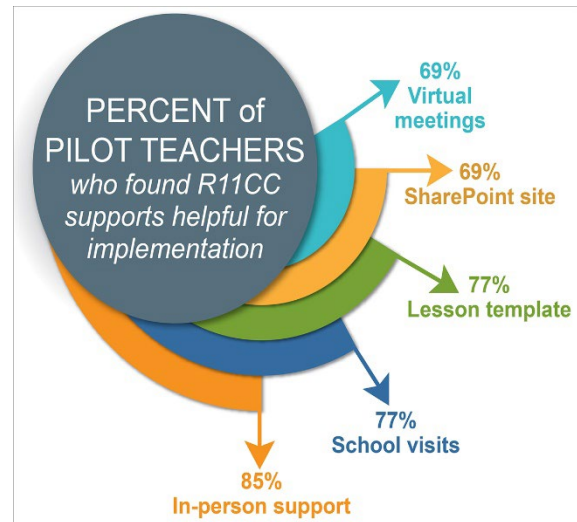 PERCENT of
PILOT TEACHERS
who found R11CC
supports helpful for
implementation
69%
Virtual
meetings
69%
SharePoint site
77%
Lesson template
77%
School visits
85%
In-person support